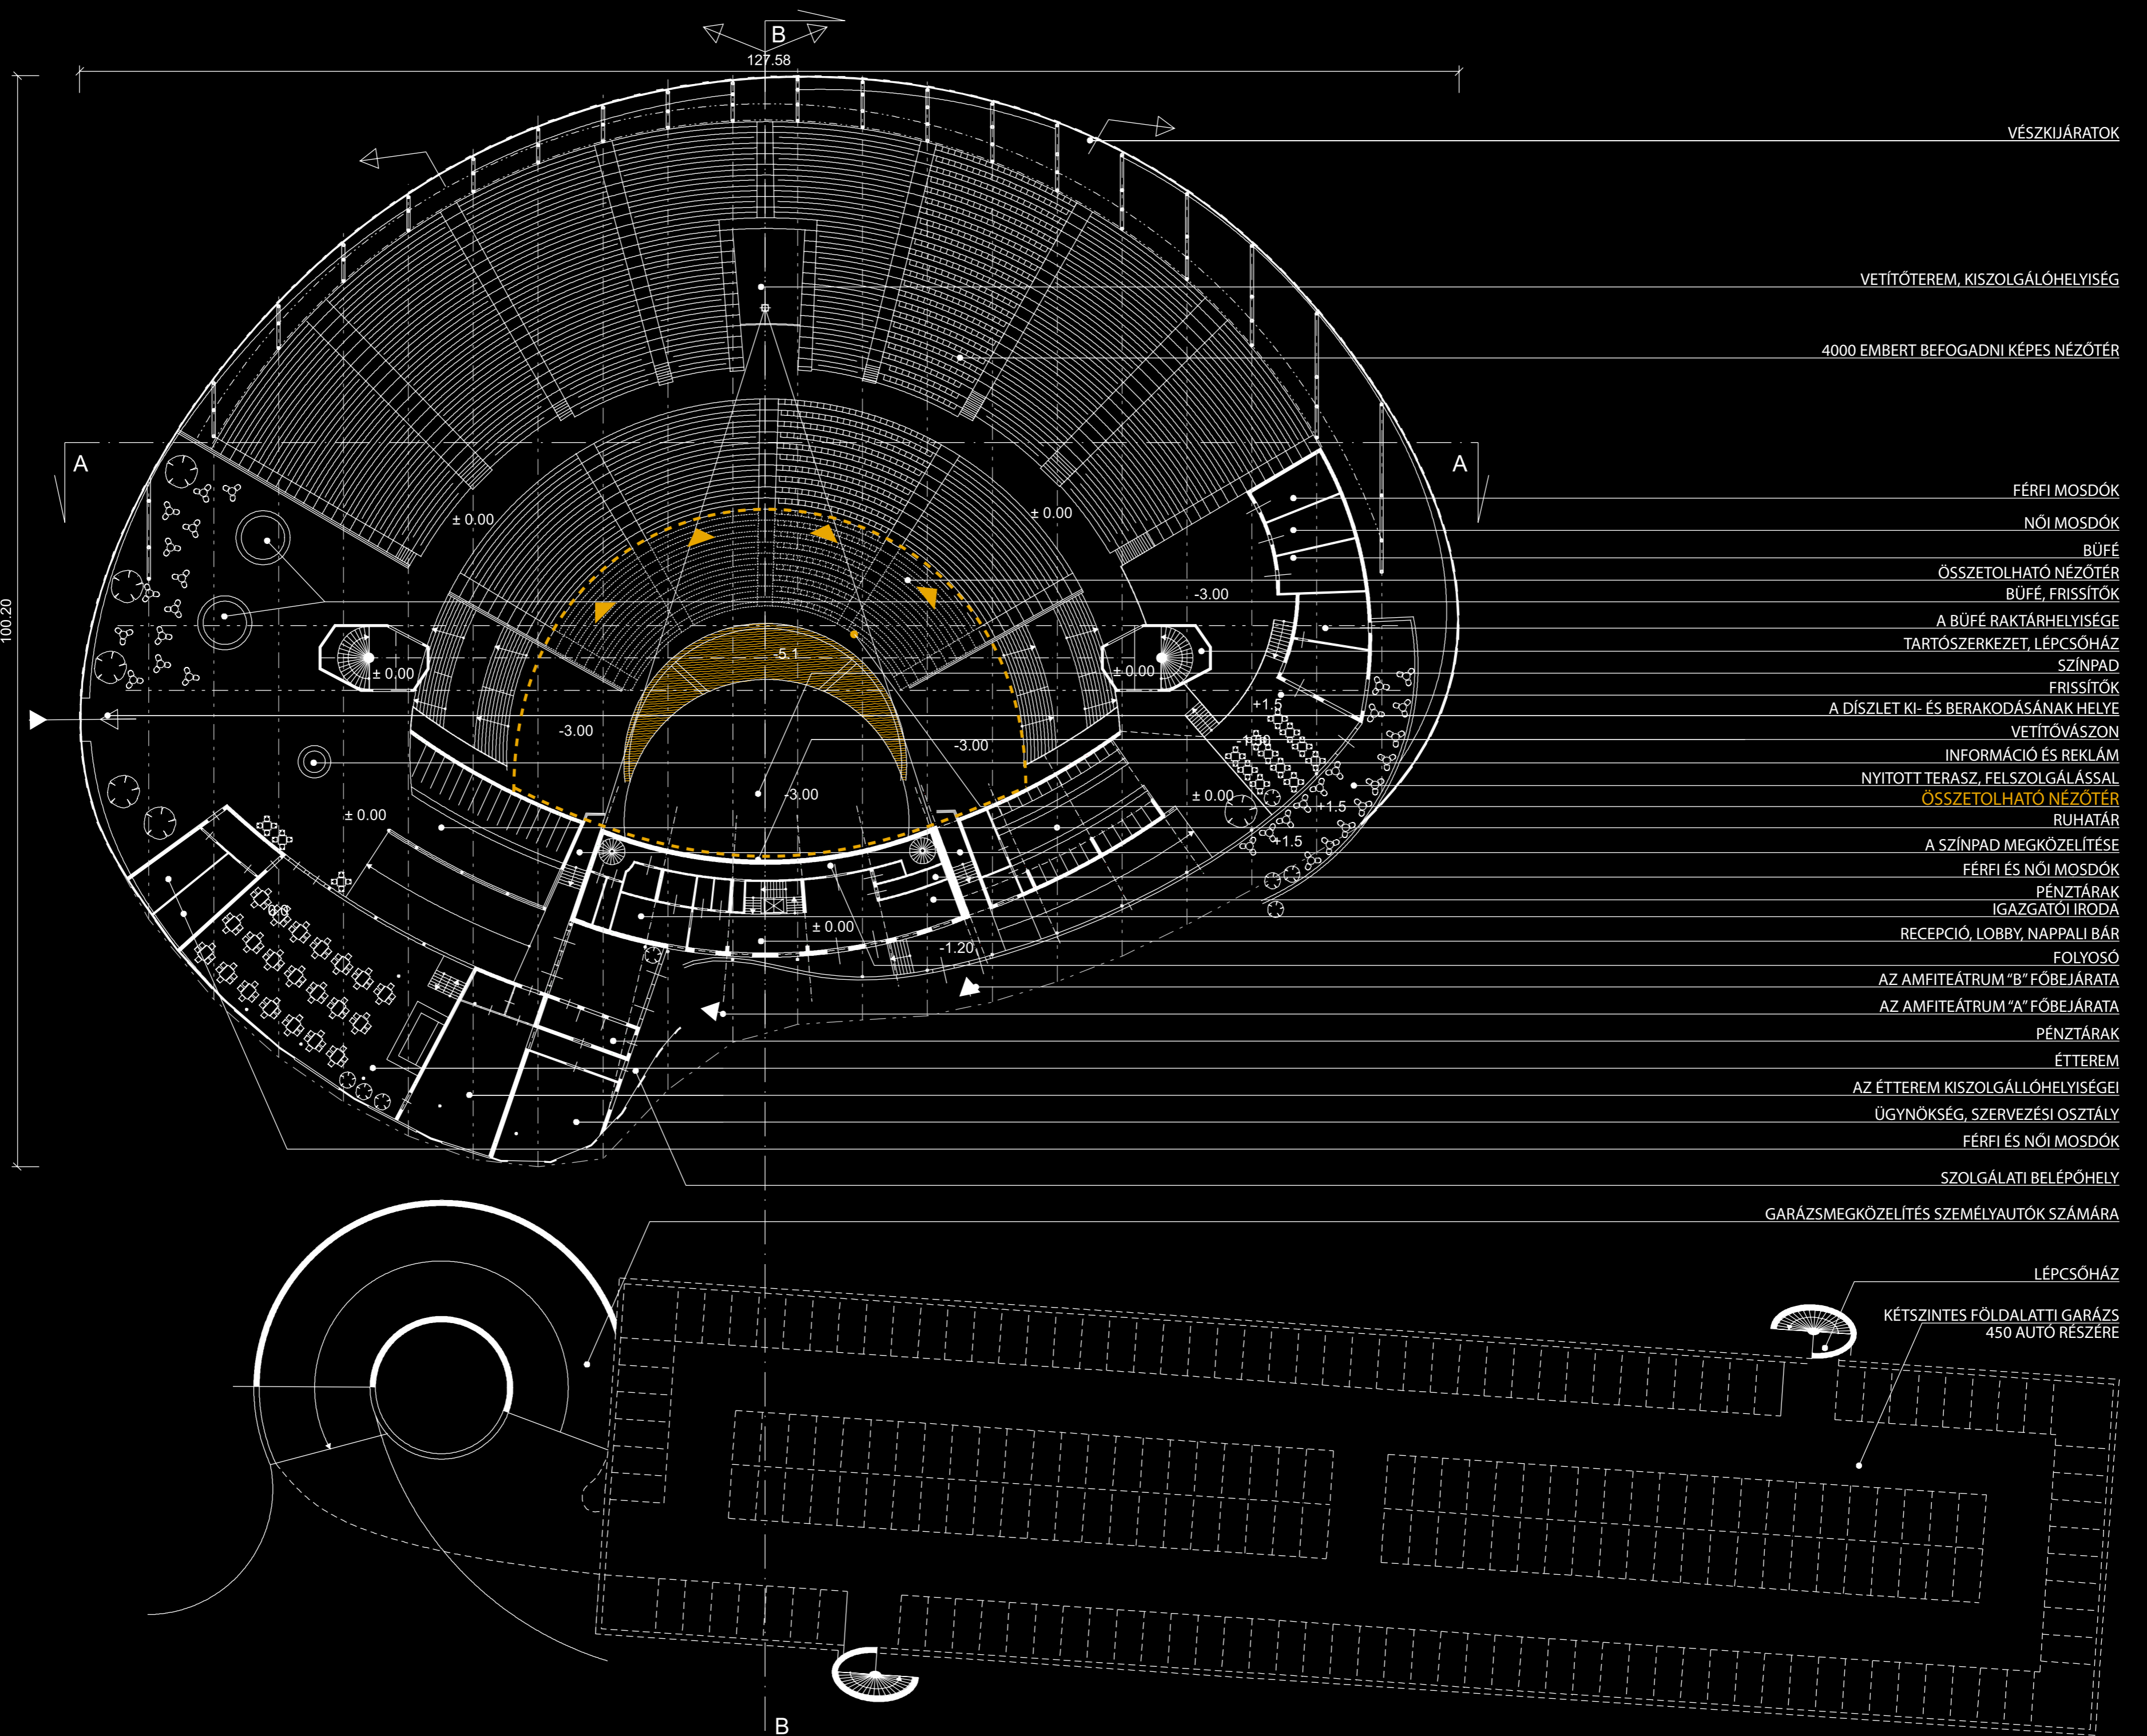 B
127.58
100.20
VÉSZKIJÁRATOK
VETÍTŐTEREM, KISZOLGÁLÓHELYISÉG
4000 EMBERT BEFOGADNI KÉPES NÉZŐTÉR
A
A
FÉRFI MOSDÓK
± 0.00
± 0.00
NŐI MOSDÓK
BÜFÉ
ÖSSZETOLHATÓ NÉZŐTÉR
-3.00
BÜFÉ, FRISSÍTŐK
A BÜFÉ RAKTÁRHELYISÉGE
TARTÓSZERKEZET, LÉPCSŐHÁZ
-5.1
± 0.00
± 0.00
SZÍNPAD
FRISSÍTŐK
+1.5
A DÍSZLET KI- ÉS BERAKODÁSÁNAK HELYE
-3.00
-3.00
VETÍTŐVÁSZON
INFORMÁCIÓ ÉS REKLÁM
NYITOTT TERASZ, FELSZOLGÁLÁSSAL
-3.00
± 0.00
ÖSSZETOLHATÓ NÉZŐTÉR
+1.5
± 0.00
RUHATÁR
+1.5
A SZÍNPAD MEGKÖZELÍTÉSE
FÉRFI ÉS NŐI MOSDÓK
PÉNZTÁRAK
IGAZGATÓI IRODA
± 0.00
RECEPCIÓ, LOBBY, NAPPALI BÁR
-1.20
FOLYOSÓ
AZ AMFITEÁTRUM “B” FŐBEJÁRATA
AZ AMFITEÁTRUM “A” FŐBEJÁRATA
PÉNZTÁRAK
ÉTTEREM
AZ ÉTTEREM KISZOLGÁLLÓHELYISÉGEI
ÜGYNÖKSÉG, SZERVEZÉSI OSZTÁLY
FÉRFI ÉS NŐI MOSDÓK
SZOLGÁLATI BELÉPŐHELY
GARÁZSMEGKÖZELÍTÉS SZEMÉLYAUTÓK SZÁMÁRA
LÉPCSŐHÁZ
KÉTSZINTES FÖLDALATTI GARÁZS
450 AUTÓ RÉSZÉRE
B